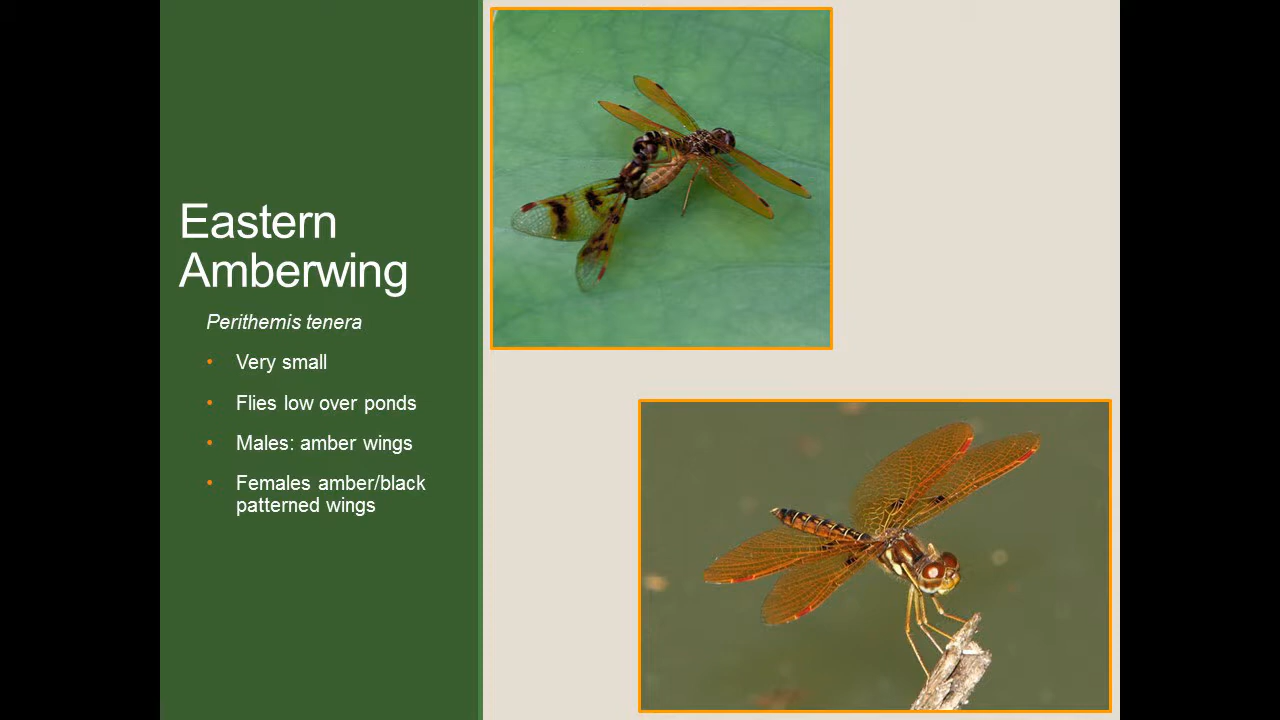 Eastern
Amberwing
Perithemis tenera
• Very small
• Flies low over ponds
• Males: amber wings
• Females amber/black
patterned wings